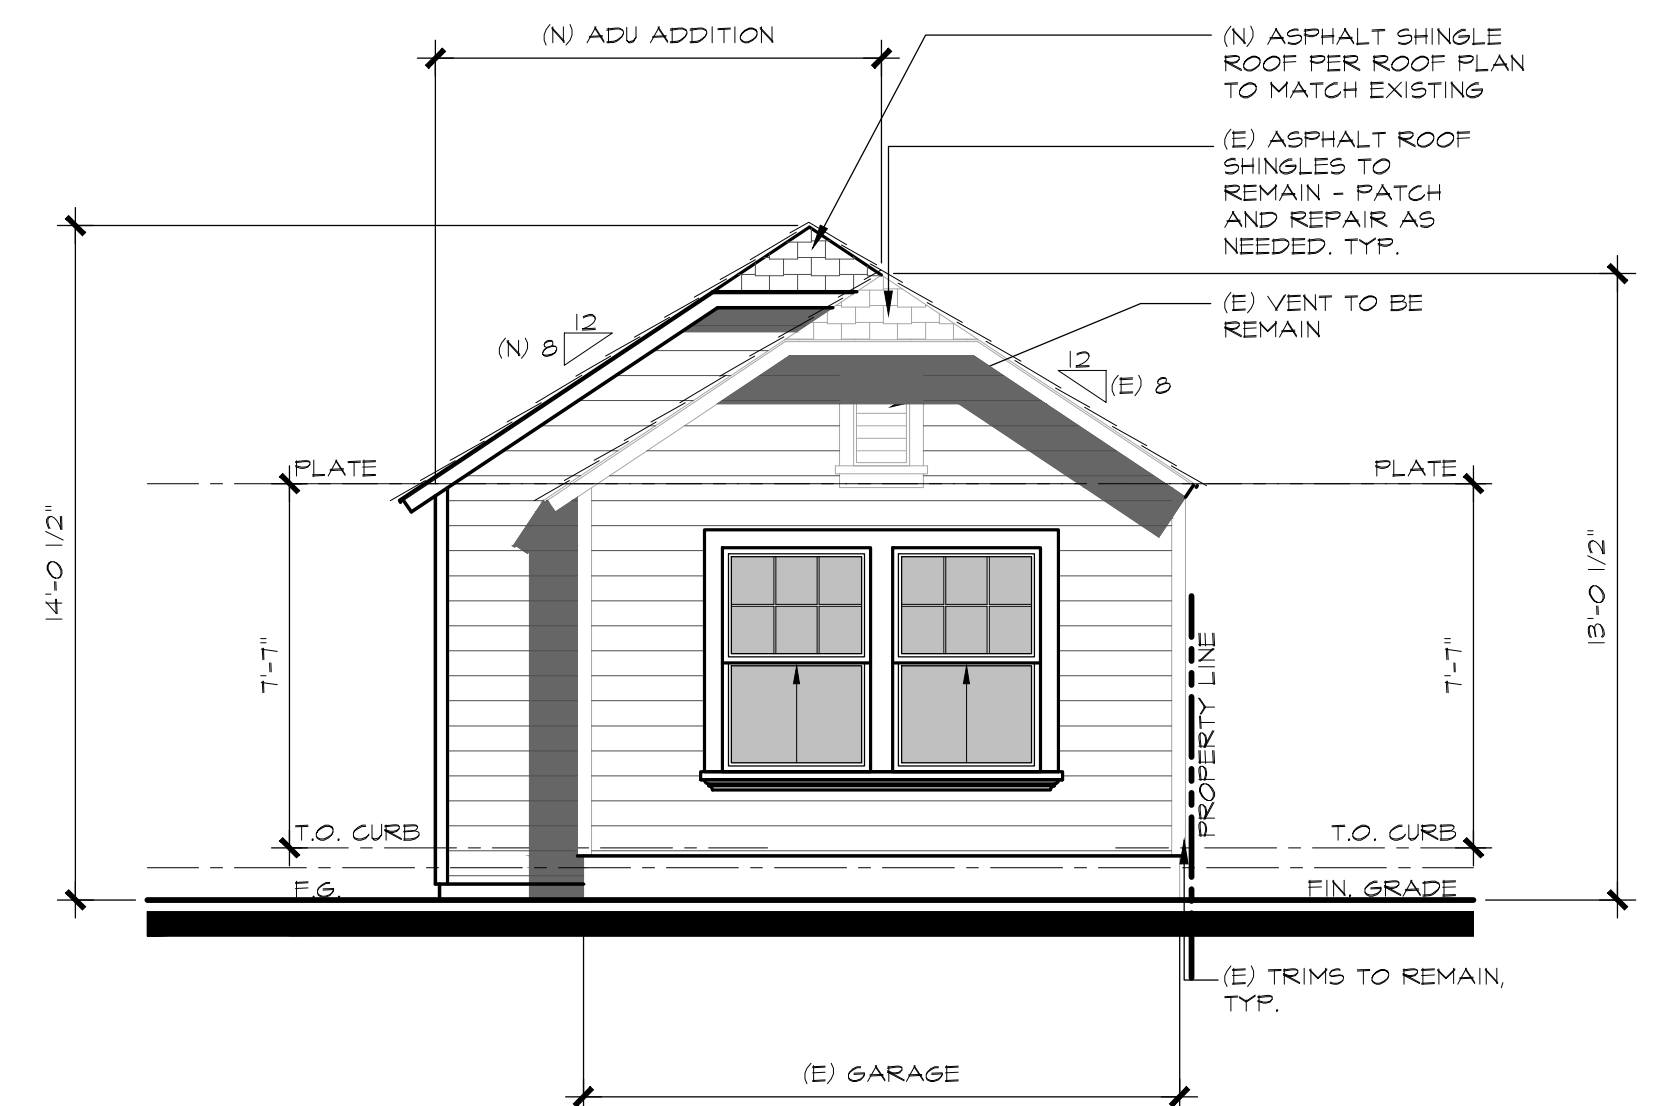 (N) ADU ADDITION
(N) ASPHALT SHINGLE
ROOF PER ROOF PLAN
TO MATCH EXISTING
(E) ASPHALT ROOF
SHINGLES TO
REMAIN - PATCH
AND REPAIR AS
NEEDED. TYP.
(E) VENT TO BE
REMAIN
12
(N) 8
12
(E) 8
PLATE
PLATE
14'-0 1/2"
13'-0 1/2"
7'-7"
7'-7"
PROPERTY LINE
T.O. CURB
T.O. CURB
F.G.
FIN. GRADE
(E) TRIMS TO REMAIN,
TYP.
(E) GARAGE